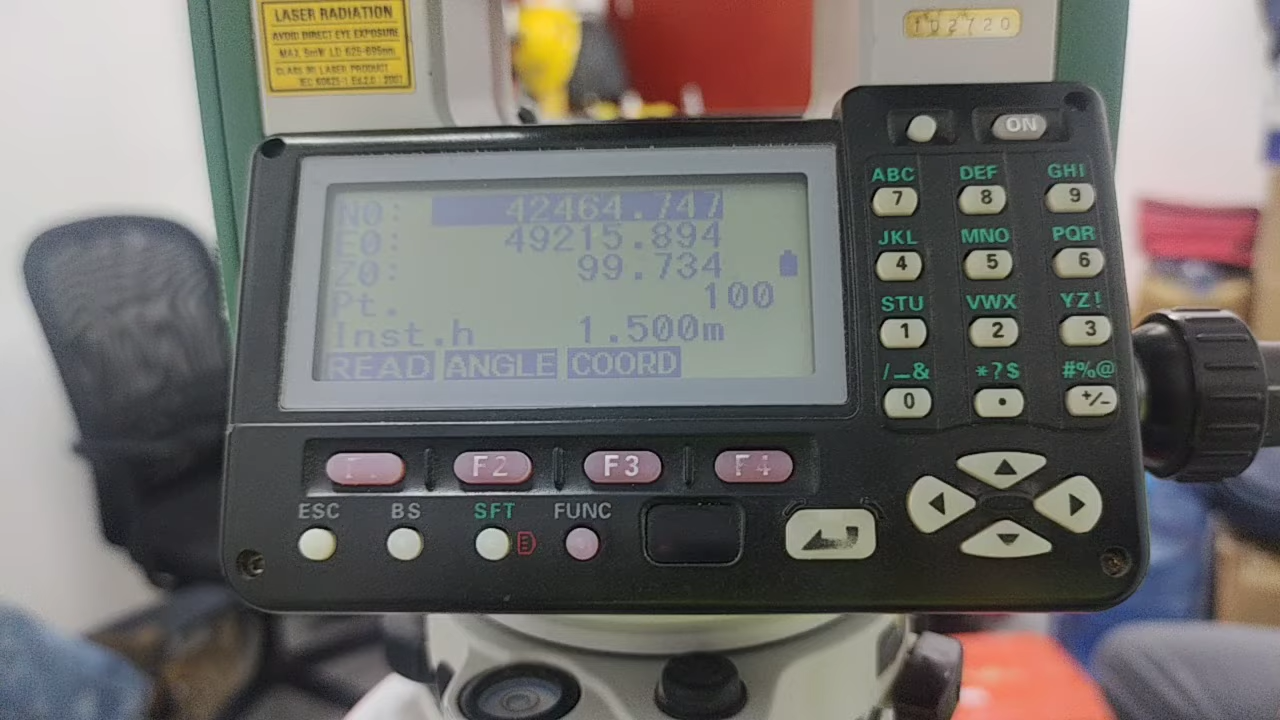 LASER RADIATION
AVOID DIRECT EYE EXPOSURE
MAX. 5mW LD 625-695nm
CLASS 3R LASER PRODUCT
IEC 60825-1 Ed.2.0 : 2007
102720
N0: 42464.747
E0: 49215.894
Z0: 99.734
Pt. 100
Inst.h 1.500m
READ ANGLE COORD
ON
ABC DEF GHI
7 8 9
JKL MNO PQR
4 5 6
STU VWX YZ!
1 2 3
/_& *?$ #%@
0 . +/-
F2 F3 F4
ESC BS SFT FUNC